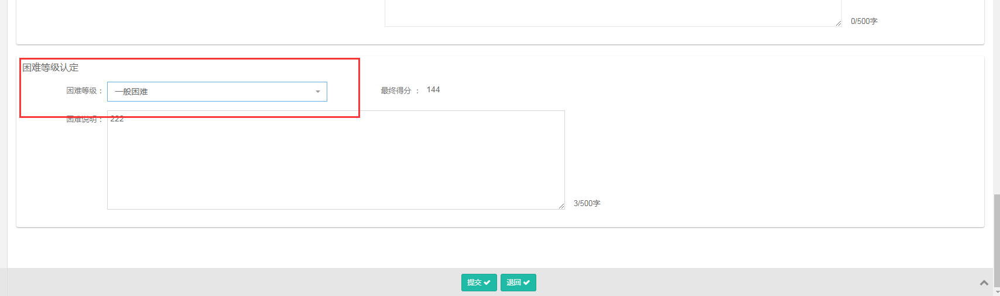 0/500字
困难等级认定
困难等级： 一般困难 最终得分 ： 144
困难说明： 222
3/500字
提交 退回